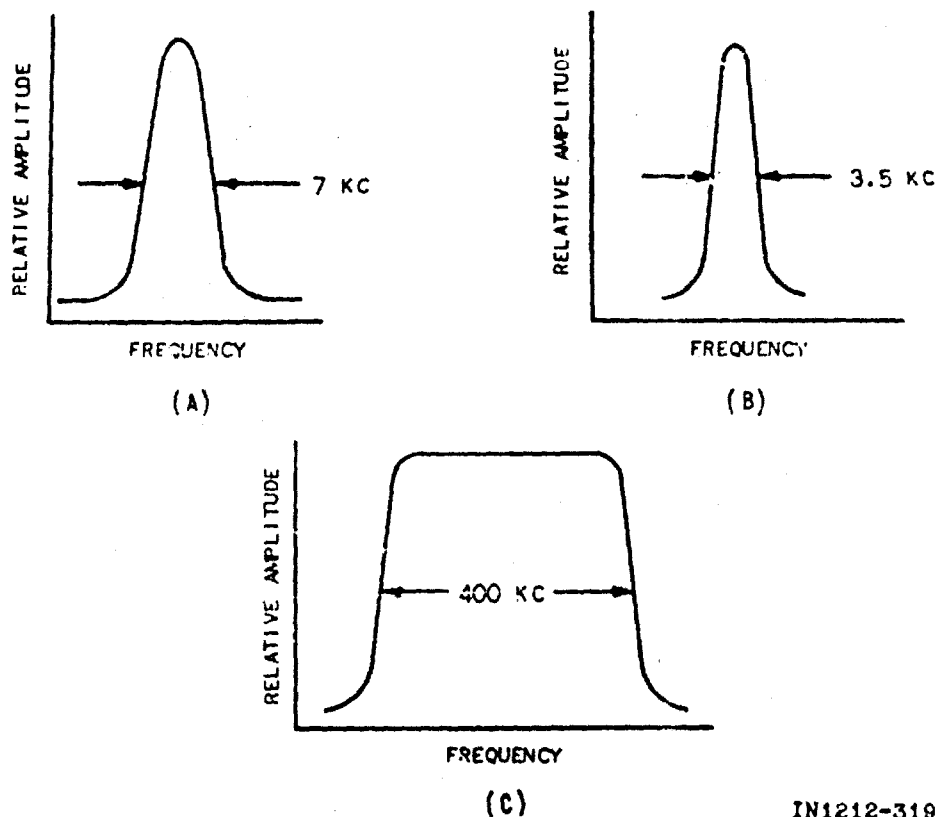 RELATIVE AMPLITUDE
7 KC
FREQUENCY
(A)
RELATIVE AMPLITUDE
3.5 KC
FREQUENCY
(B)
RELATIVE AMPLITUDE
400 KC
FREQUENCY
(C)
IN1212-319